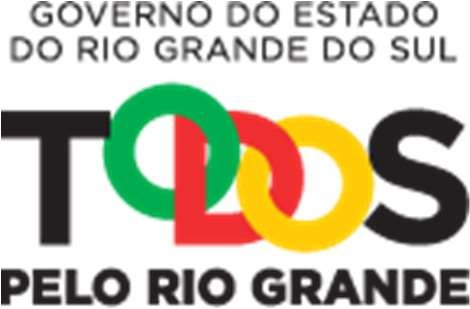 GOVERNO DO ESTADO
DO RIO GRANDE DO SUL
TODOS
PELO RIO GRANDE